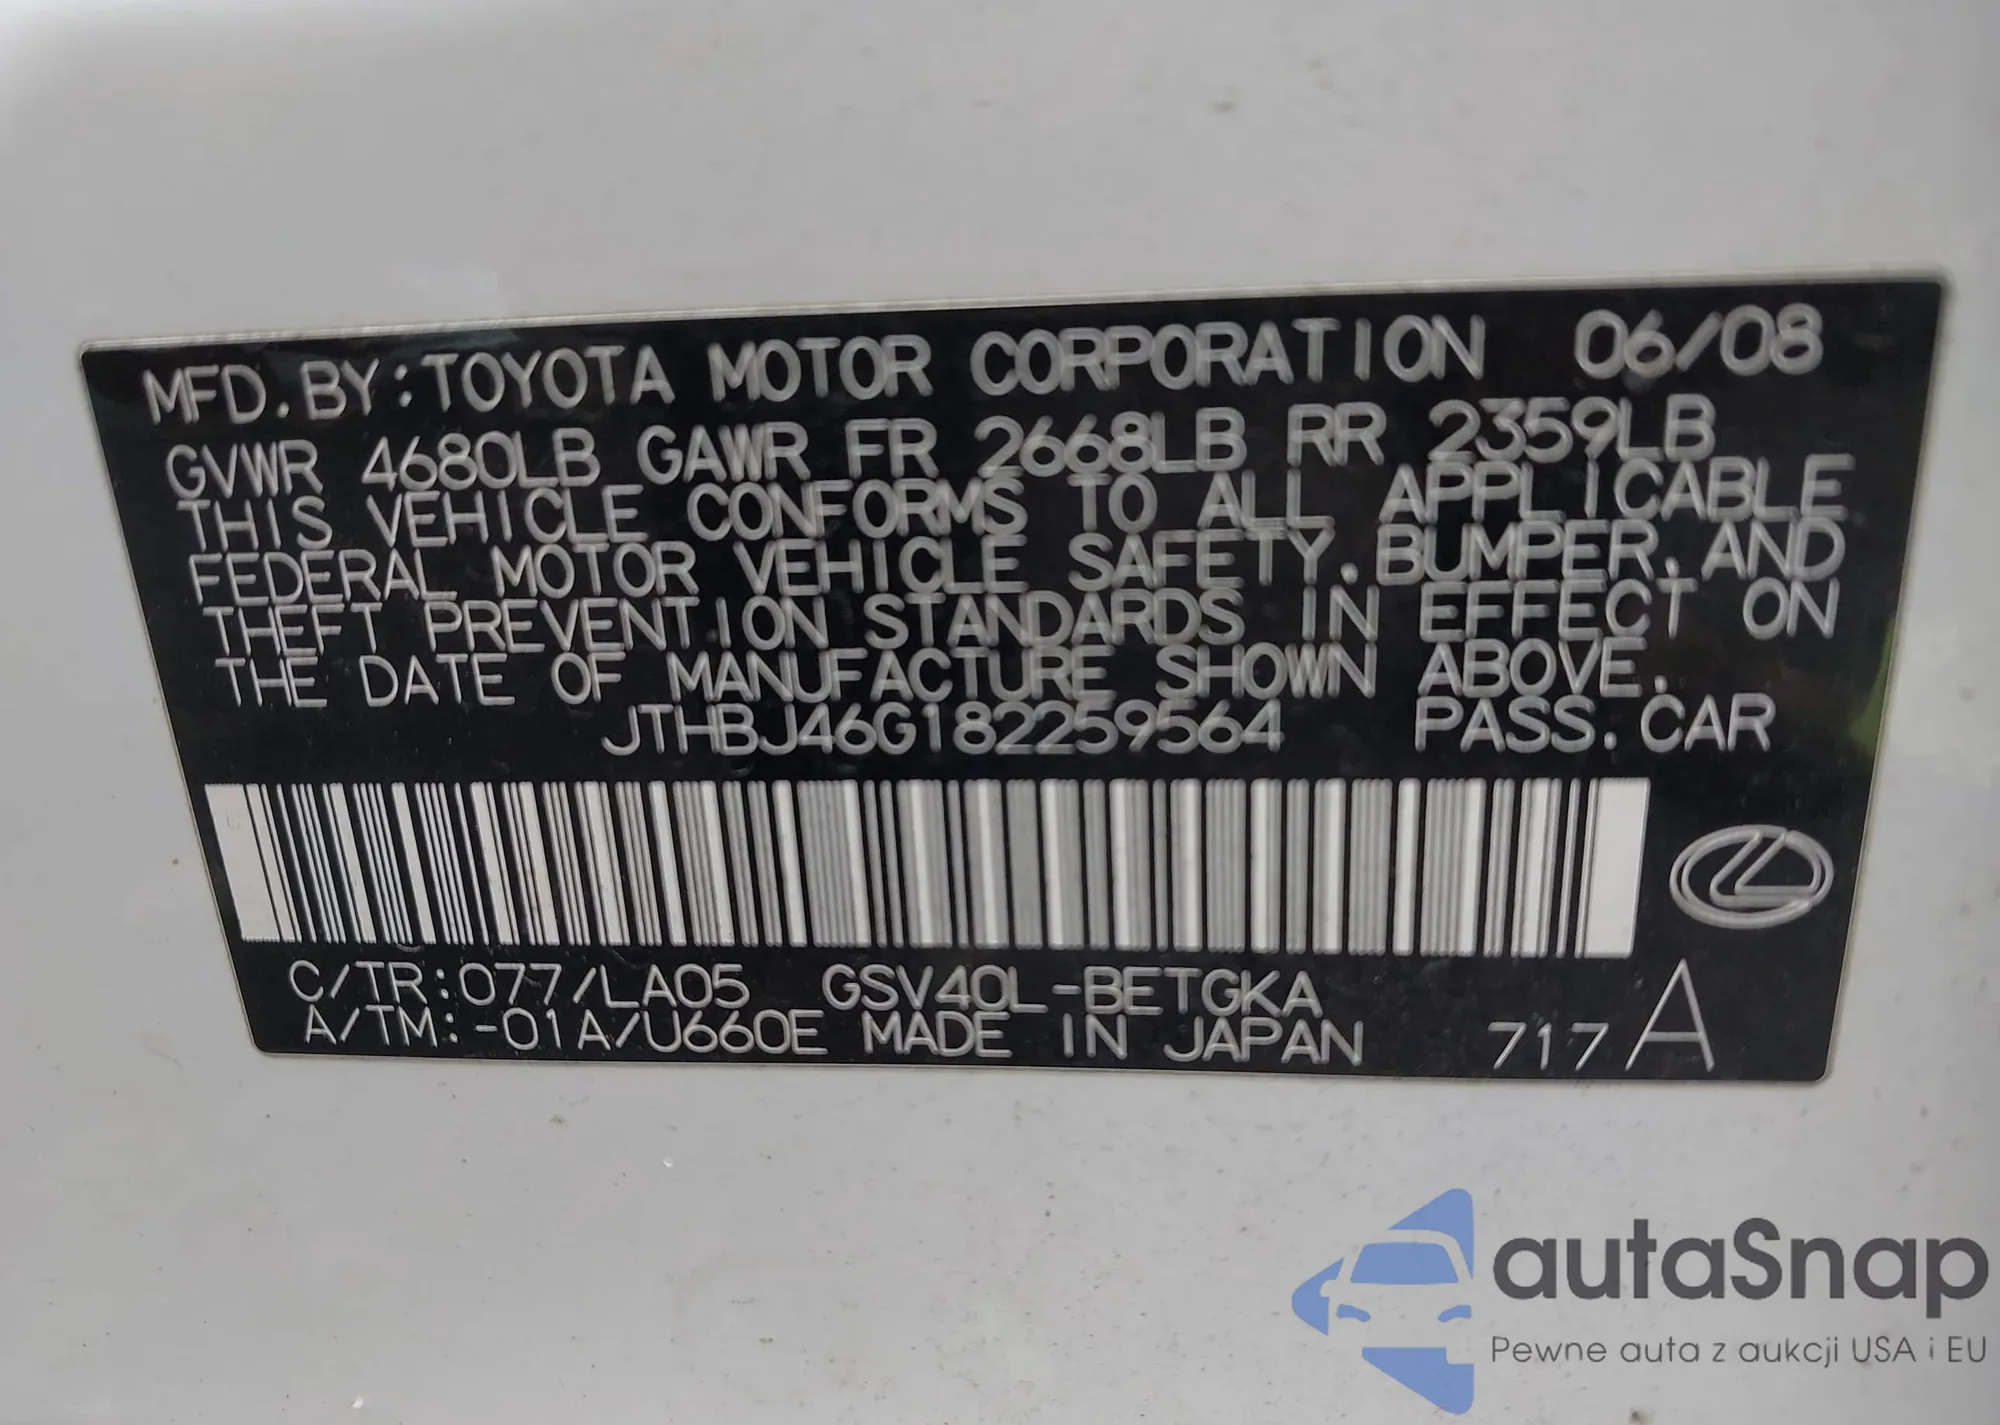 MFD. BY: TOYOTA MOTOR CORPORATION 06/08
GVWR 4680LB GAWR FR 2668LB RR 2359LB
THIS VEHICLE CONFORMS TO ALL APPLICABLE
FEDERAL MOTOR VEHICLE SAFETY, BUMPER, AND
THEFT PREVENTION STANDARDS IN EFFECT ON
THE DATE OF MANUFACTURE SHOWN ABOVE.
JTHBJ46G182259564 PASS. CAR
C/TR:077/LA05 GSV40L-BETGKA
A/TM:-01A/U660E MADE IN JAPAN 717 A
autaSnap
Pewne auta z aukcji USA i EU